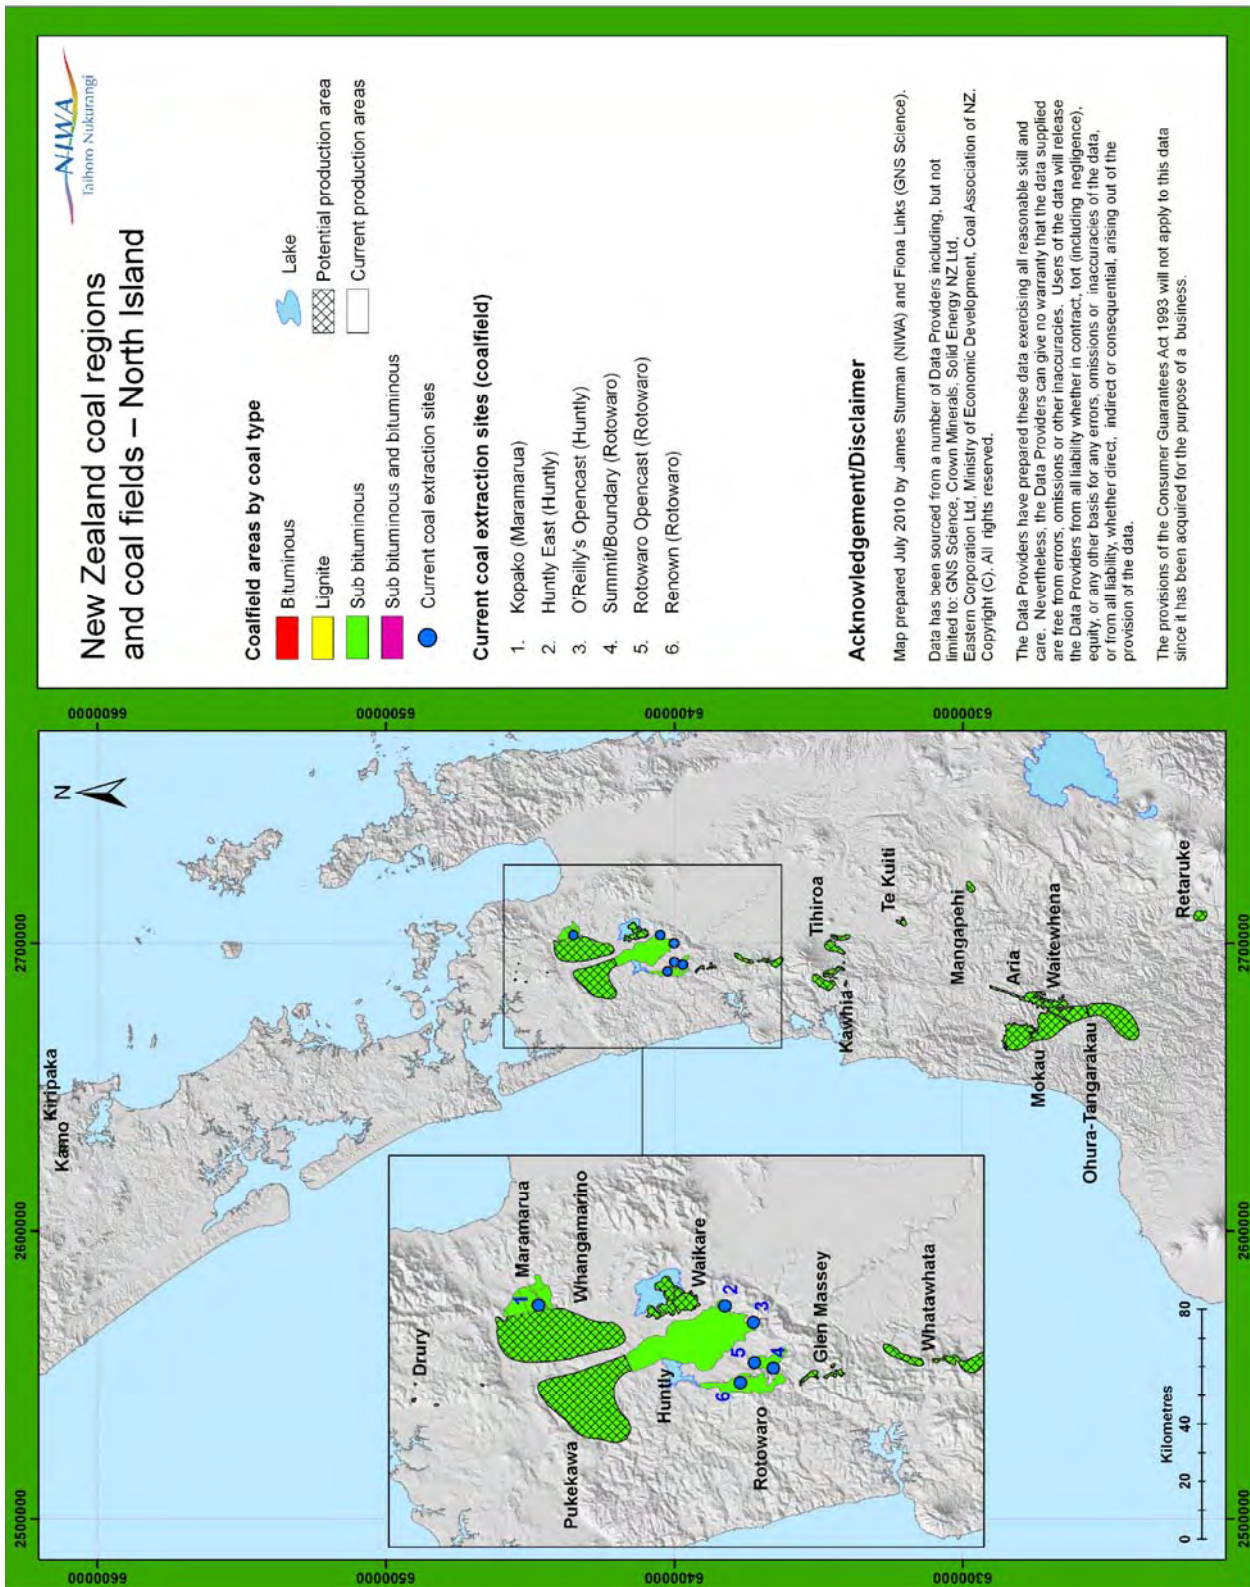 New Zealand coal regions
and coal fields – North Island
NIWA
Taihoro Nukurangi
Coalfield areas by coal type
Bituminous
Lignite
Sub bituminous
Sub bituminous and bituminous
Current coal extraction sites
Lake
Potential production area
Current production areas
Current coal extraction sites (coalfield)
1. Kopako (Maramarua)
2. Huntly East (Huntly)
3. O'Reilly's Opencast (Huntly)
4. Summit/Boundary (Rotowaro)
5. Rotowaro Opencast (Rotowaro)
6. Renown (Rotowaro)
Acknowledgement/Disclaimer
Map prepared July 2010 by James Sturman (NIWA) and Fiona Links (GNS Science).
Data has been sourced from a number of Data Providers including, but not
limited to: GNS Science, Crown Minerals, Solid Energy NZ Ltd,
Eastern Corporation Ltd, Ministry of Economic Development, Coal Association of NZ.
Copyright (C). All rights reserved.
The Data Providers have prepared these data exercising all reasonable skill and
care. Nevertheless, the Data Providers can give no warranty that the data supplied
are free from errors, omissions or other inaccuracies. Users of the data will release
the Data Providers from all liability whether in contract, tort (including negligence),
equity, or any other basis for any errors, omissions or inaccuracies of the data,
or from all liability, whether direct, indirect or consequential, arising out of the
provision of the data.
The provisions of the Consumer Guarantees Act 1993 will not apply to this data
since it has been acquired for the purpose of a business.
2500000
2600000
2700000
6600000
6500000
6400000
6300000
6600000
6500000
6400000
6300000
2500000
2600000
2700000
N
Kamo
Kiripaka
Tihiroa
Kawhia
Te Kuiti
Mangapehi
Aria
Waitewhena
Mokau
Ohura-Tangarakau
Retaruke
Drury
Maramarua
1
Whangamarino
Pukekawa
Waikare
Huntly
2
3
5
4
6
Rotowaro
Glen Massey
Whatawhata
Kilometres
0 20 40 80